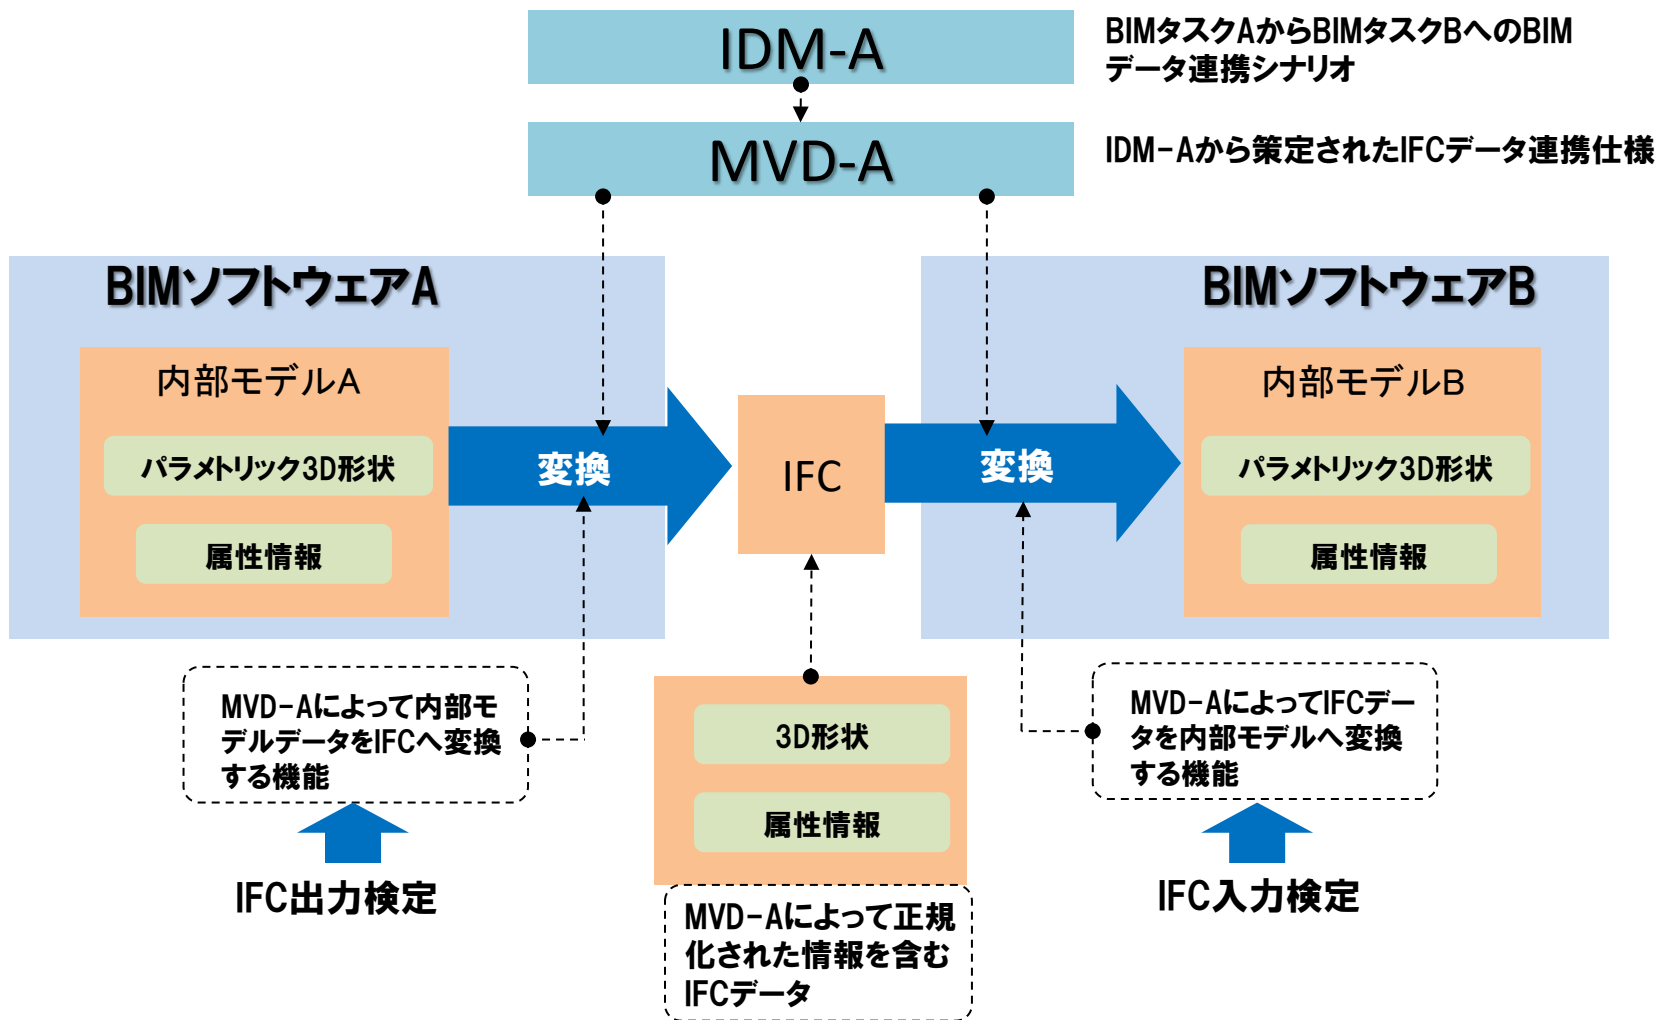 IDM-A
BIMタスクAからBIMタスクBへのBIM
データ連携シナリオ
MVD-A
IDM-Aから策定されたIFCデータ連携仕様
BIMソフトウェアA
内部モデルA
パラメトリック3D形状
属性情報
変換
IFC
変換
BIMソフトウェアB
内部モデルB
パラメトリック3D形状
属性情報
MVD-Aによって内部モ
デルデータをIFCへ変換
する機能
IFC出力検定
3D形状
属性情報
MVD-Aによって正規
化された情報を含む
IFCデータ
MVD-AによってIFCデー
タを内部モデルへ変換
する機能
IFC入力検定